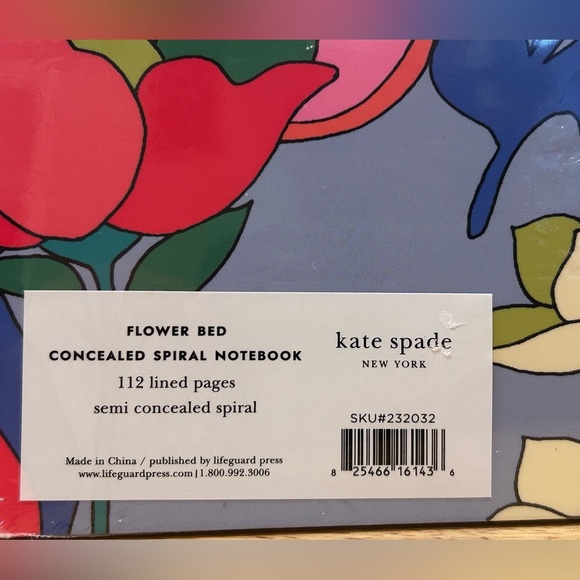 FLOWER BED
CONCEALED SPIRAL NOTEBOOK
112 lined pages
semi concealed spiral
Made in China / published by lifeguard press
www.lifeguardpress.com | 1.800.992.3006
kate spade
NEW YORK
SKU#232032
8 25466 16143 6